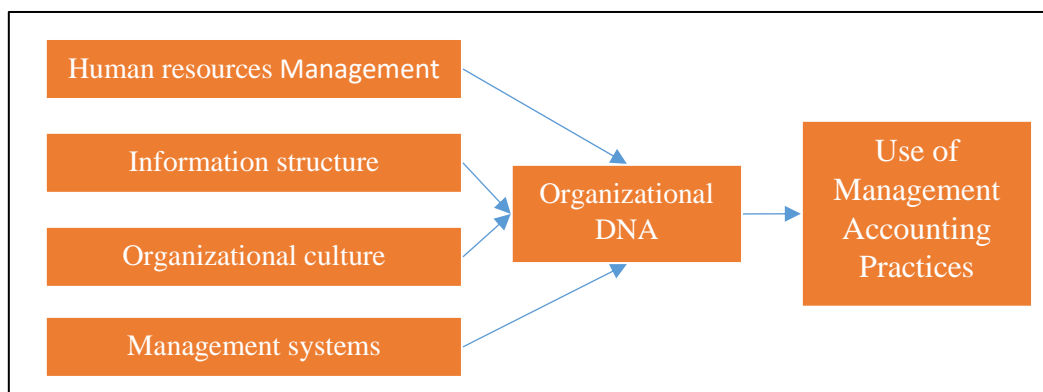 Human resources Management
Information structure
Organizational culture
Management systems
Organizational
DNA
Use of
Management
Accounting
Practices